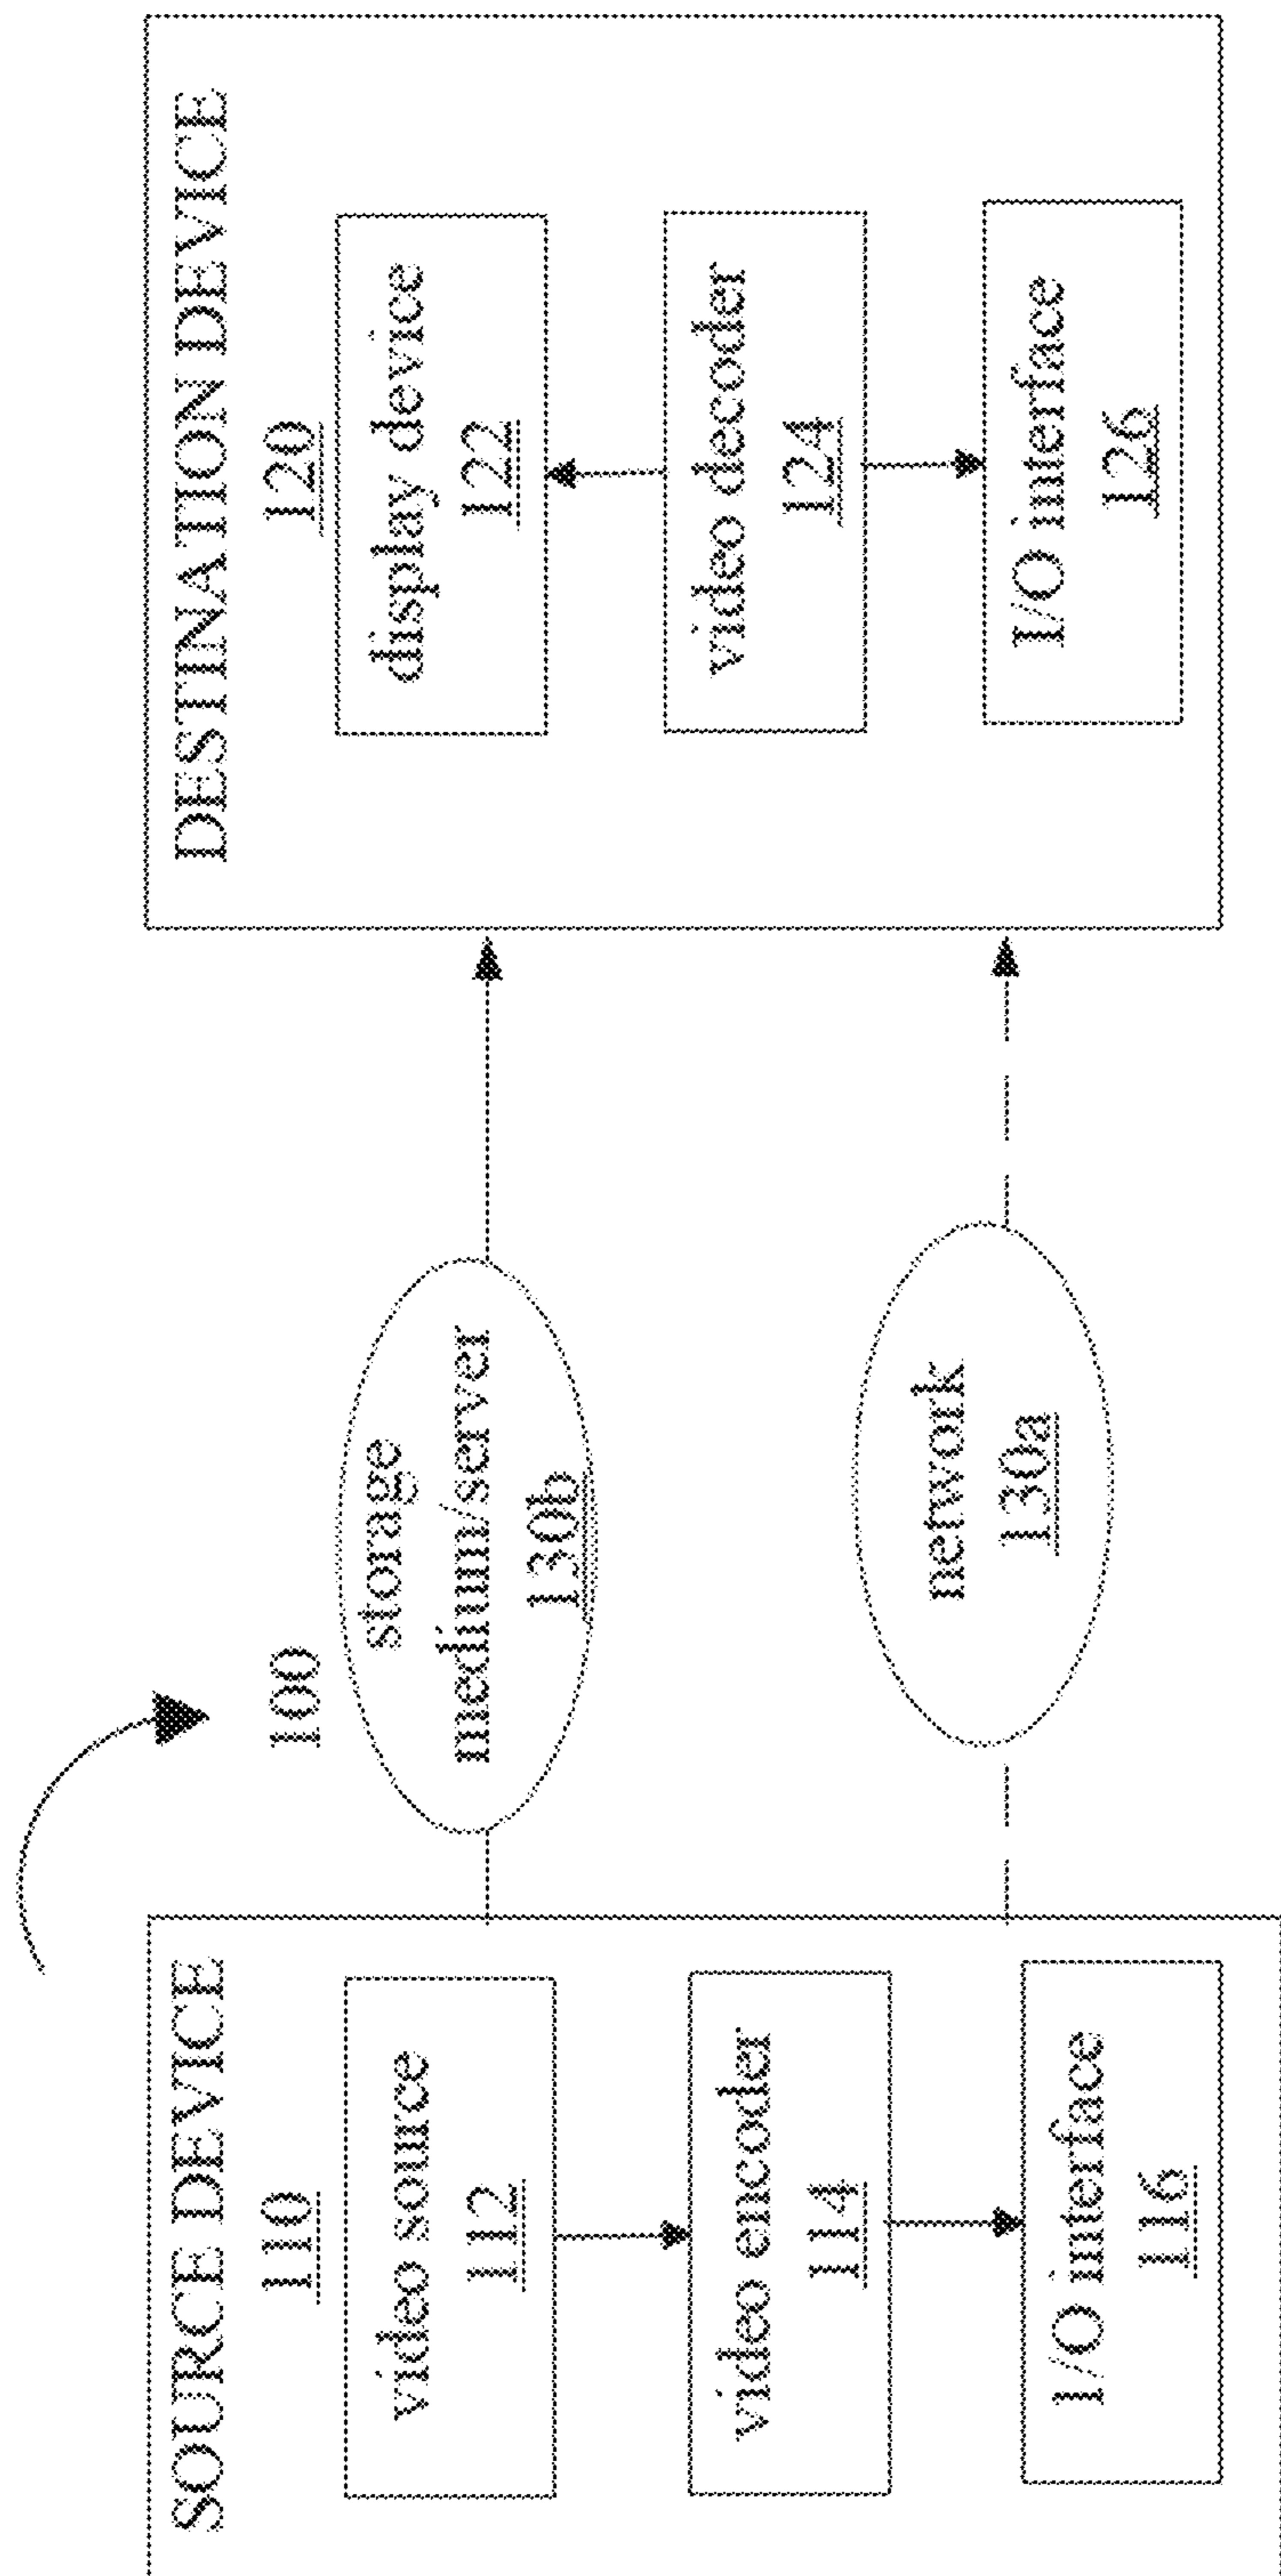 100
SOURCE DEVICE
110
video source
112
video encoder
114
I/O interface
116
storage
medium/server
130b
network
130a
DESTINATION DEVICE
120
display device
122
video decoder
124
I/O interface
126